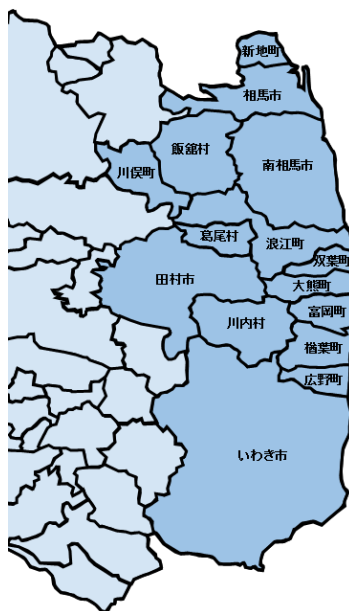 新地町
相馬市
飯舘村
南相馬市
川俣町
葛尾村
浪江町
双葉町
田村市
大熊町
富岡町
川内村
楢葉町
広野町
いわき市